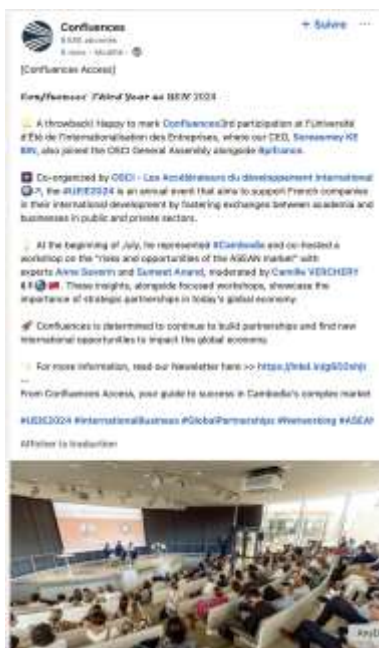 Confluences
+ Suivre ...
abonnés
[Confluences Access]
Confluences' Third Year at UEIE 2024
A throwback! Happy to mark Confluences3rd participation at l'Université
d'Été de l'Internationalisation des Entreprises, where our CEO, Soreasmey KE
BIN, also joined the OSCI General Assembly alongside Bpifrance.
Co-organized by OSCI - Les Accélérateurs du développement International
, the #UEIE2024 is an annual event that aims to support French companies
in their international development by fostering exchanges between academia and
businesses in public and private sectors.
At the beginning of July, he represented #Cambodia and co-hosted a
workshop on the "risks and opportunities of the ASEAN market" with
experts Anne Severin and Sumeet Anand, moderated by Camille VERCHERY
. These insights, alongside focused workshops, showcase the
importance of strategic partnerships in today's global economy.
🚀 Confluences is determined to continue to build partnerships and find new
international opportunities to impact the global economy.
For more information, read our Newsletter here >>
...
From Confluences Access, your guide to success in Cambodia's complex market
#UEIE2024 #InternationalBusiness #GlobalPartnerships #Networking #ASEAN
Afficher la traduction